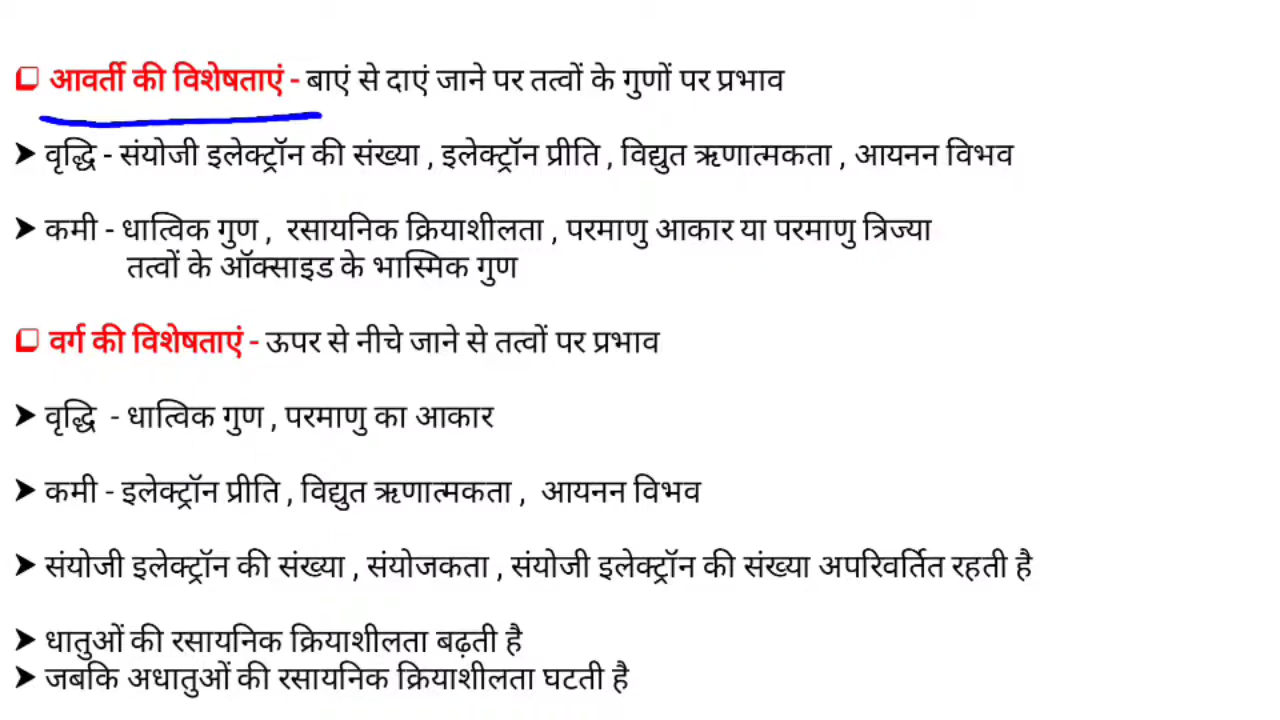 आवर्ती की विशेषताएं - बाएं से दाएं जाने पर तत्वों के गुणों पर प्रभाव
वृद्धि - संयोजी इलेक्ट्रॉन की संख्या , इलेक्ट्रॉन प्रीति , विद्युत ऋणात्मकता , आयनन विभव
कमी - धात्विक गुण , रसायनिक क्रियाशीलता , परमाणु आकार या परमाणु त्रिज्या
तत्वों के ऑक्साइड के भास्मिक गुण
वर्ग की विशेषताएं - ऊपर से नीचे जाने से तत्वों पर प्रभाव
वृद्धि - धात्विक गुण , परमाणु का आकार
कमी - इलेक्ट्रॉन प्रीति , विद्युत ऋणात्मकता , आयनन विभव
संयोजी इलेक्ट्रॉन की संख्या , संयोजकता , संयोजी इलेक्ट्रॉन की संख्या अपरिवर्तित रहती है
धातुओं की रसायनिक क्रियाशीलता बढ़ती है
जबकि अधातुओं की रसायनिक क्रियाशीलता घटती है